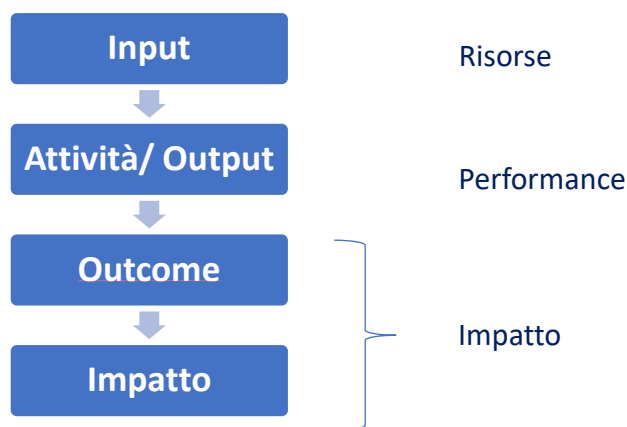 Input
Risorse
Attività/ Output
Performance
Outcome
Impatto
Impatto